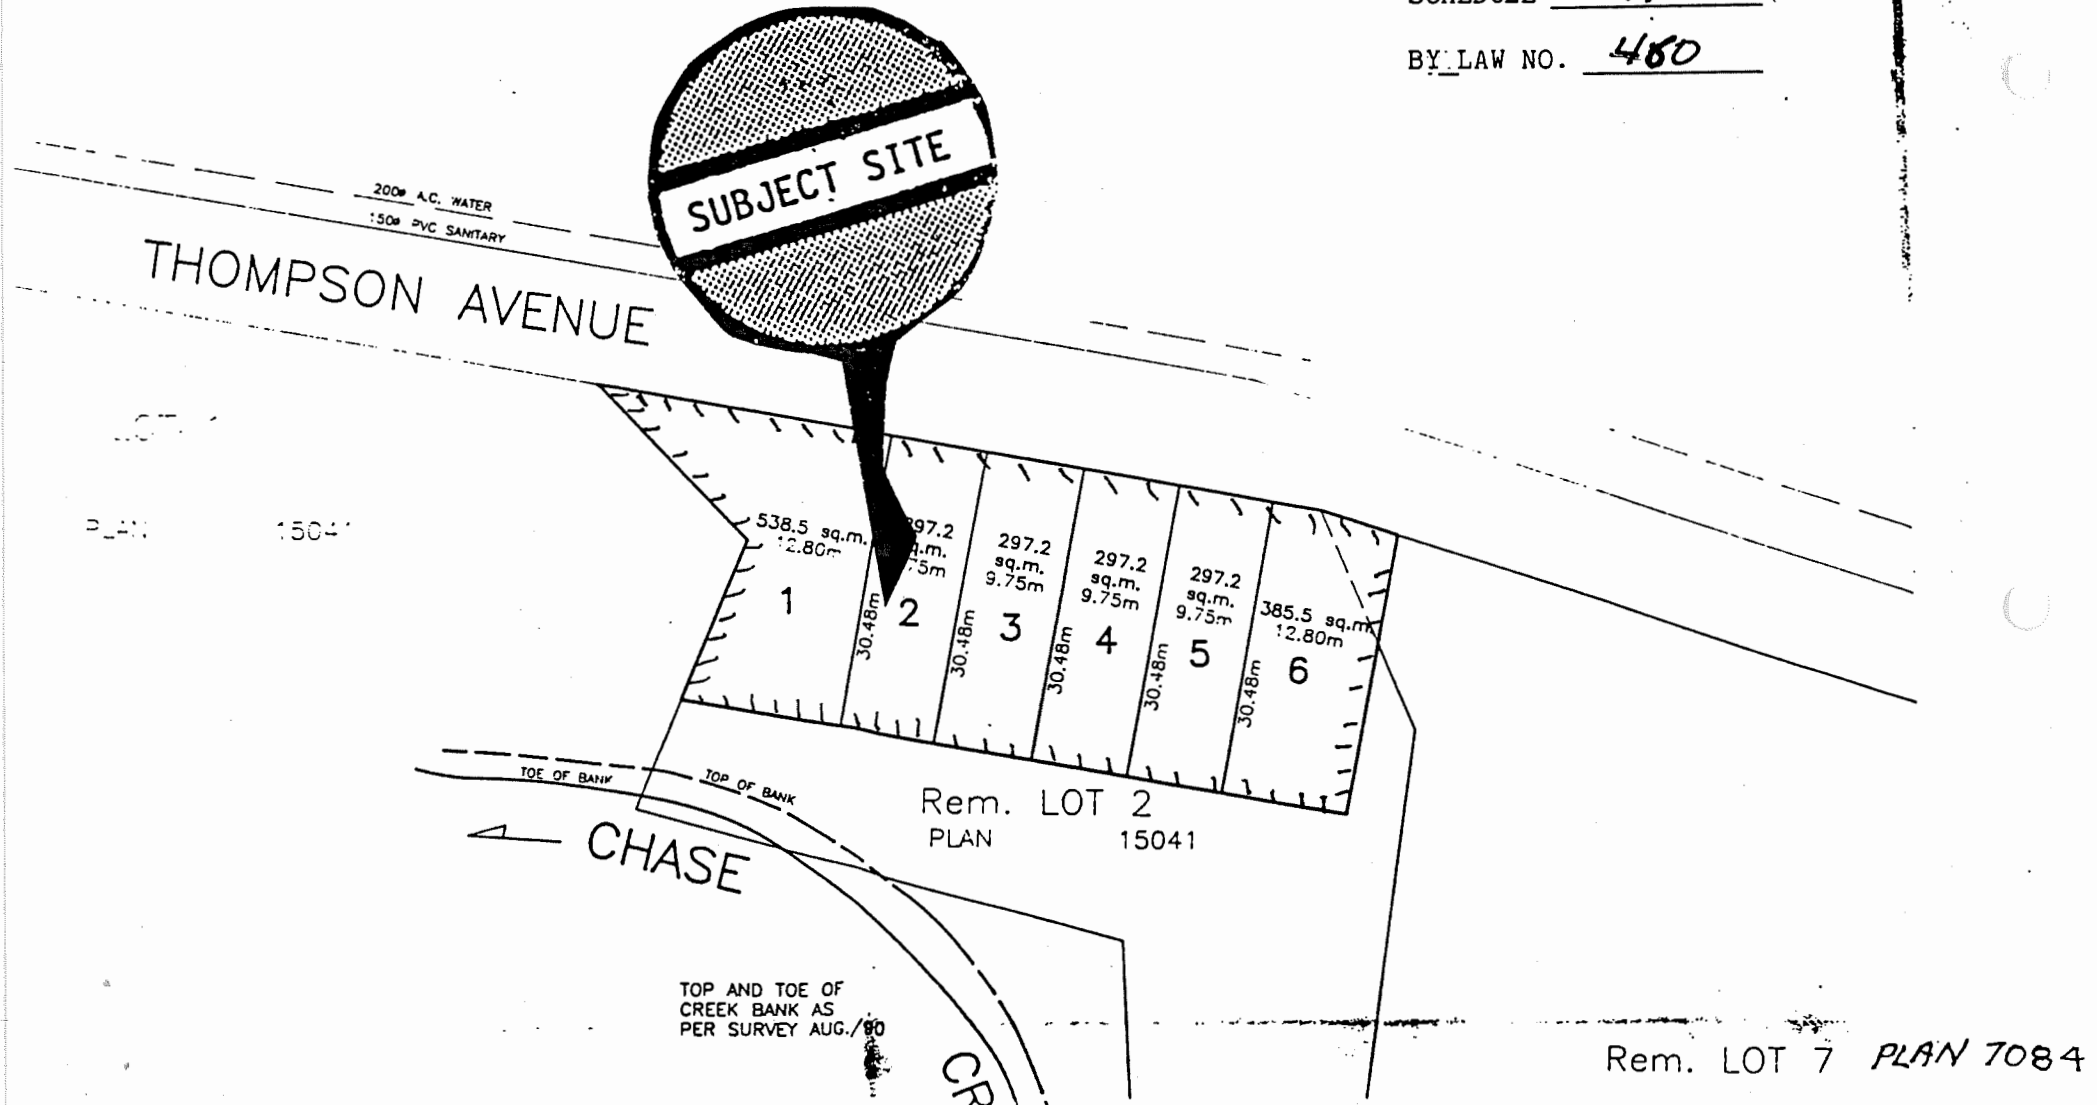 BY LAW NO. 460
SUBJECT SITE
200ø A.C. WATER
150ø PVC SANITARY
THOMPSON AVENUE
PLAN 15041
538.5 sq.m.
12.80m
1
30.48m
2
297.2
sq.m.
9.75m
30.48m
3
297.2
sq.m.
9.75m
30.48m
4
297.2
sq.m.
9.75m
30.48m
5
385.5 sq.m.
12.80m
30.48m
6
TOE OF BANK
TOP OF BANK
Rem. LOT 2
PLAN 15041
CHASE
TOP AND TOE OF
CREEK BANK AS
PER SURVEY AUG./90
CR
Rem. LOT 7 PLAN 7084